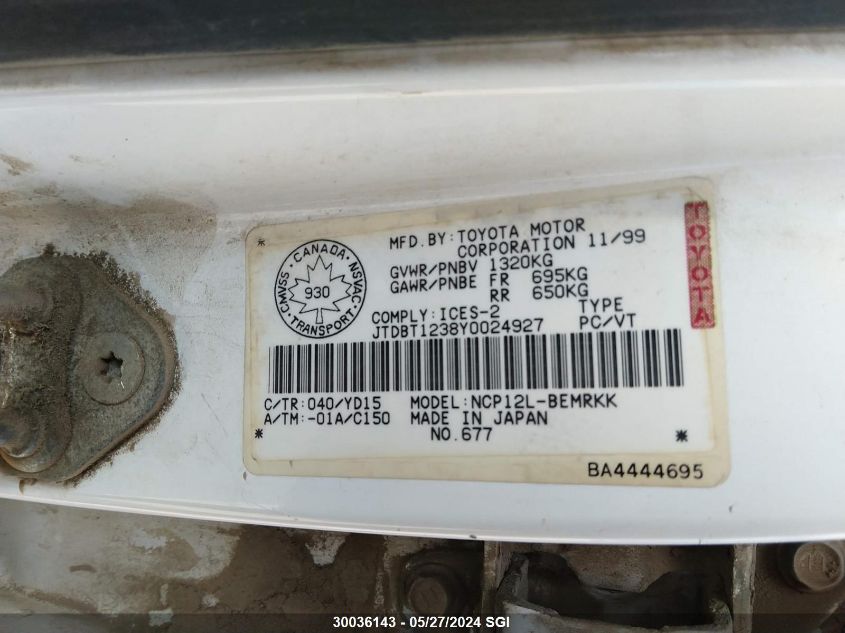 MFD. BY: TOYOTA MOTOR
CORPORATION 11/99
GVWR/PNBV 1320KG
GAWR/PNBE FR 695KG
RR 650KG
COMPLY: ICES-2 TYPE
JTDBT1238Y0024927 PC/VT
CANADA
CMVSS NSVAC
930
TRANSPORT
TOYOTA
C/TR: 040/YD15 MODEL: NCP12L-BEMRKK
A/TM: -01A/C150 MADE IN JAPAN
* NO.677 *
BA4444695
30036143 — 05/27/2024 SGI